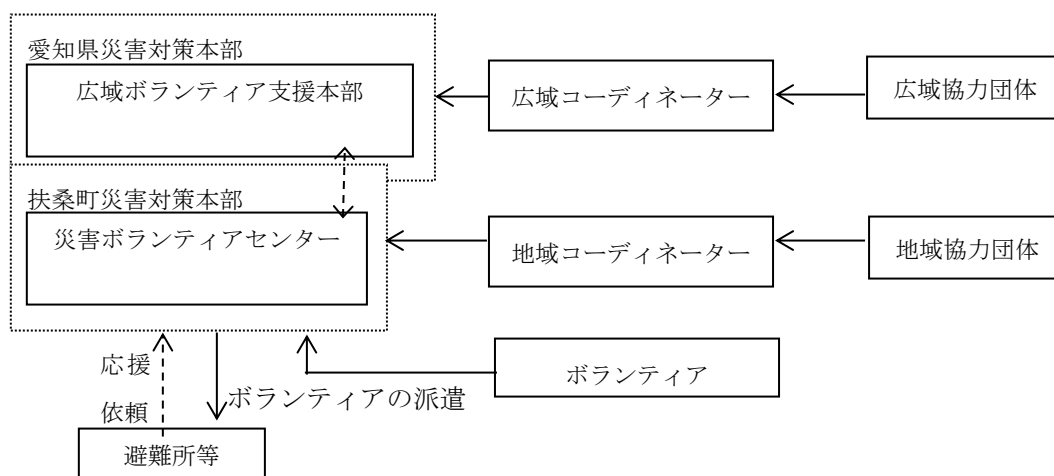 愛知県災害対策本部
広域ボランティア支援本部
広域コーディネーター
広域協力団体
扶桑町災害対策本部
災害ボランティアセンター
地域コーディネーター
地域協力団体
応援
依頼
ボランティアの派遣
ボランティア
避難所等